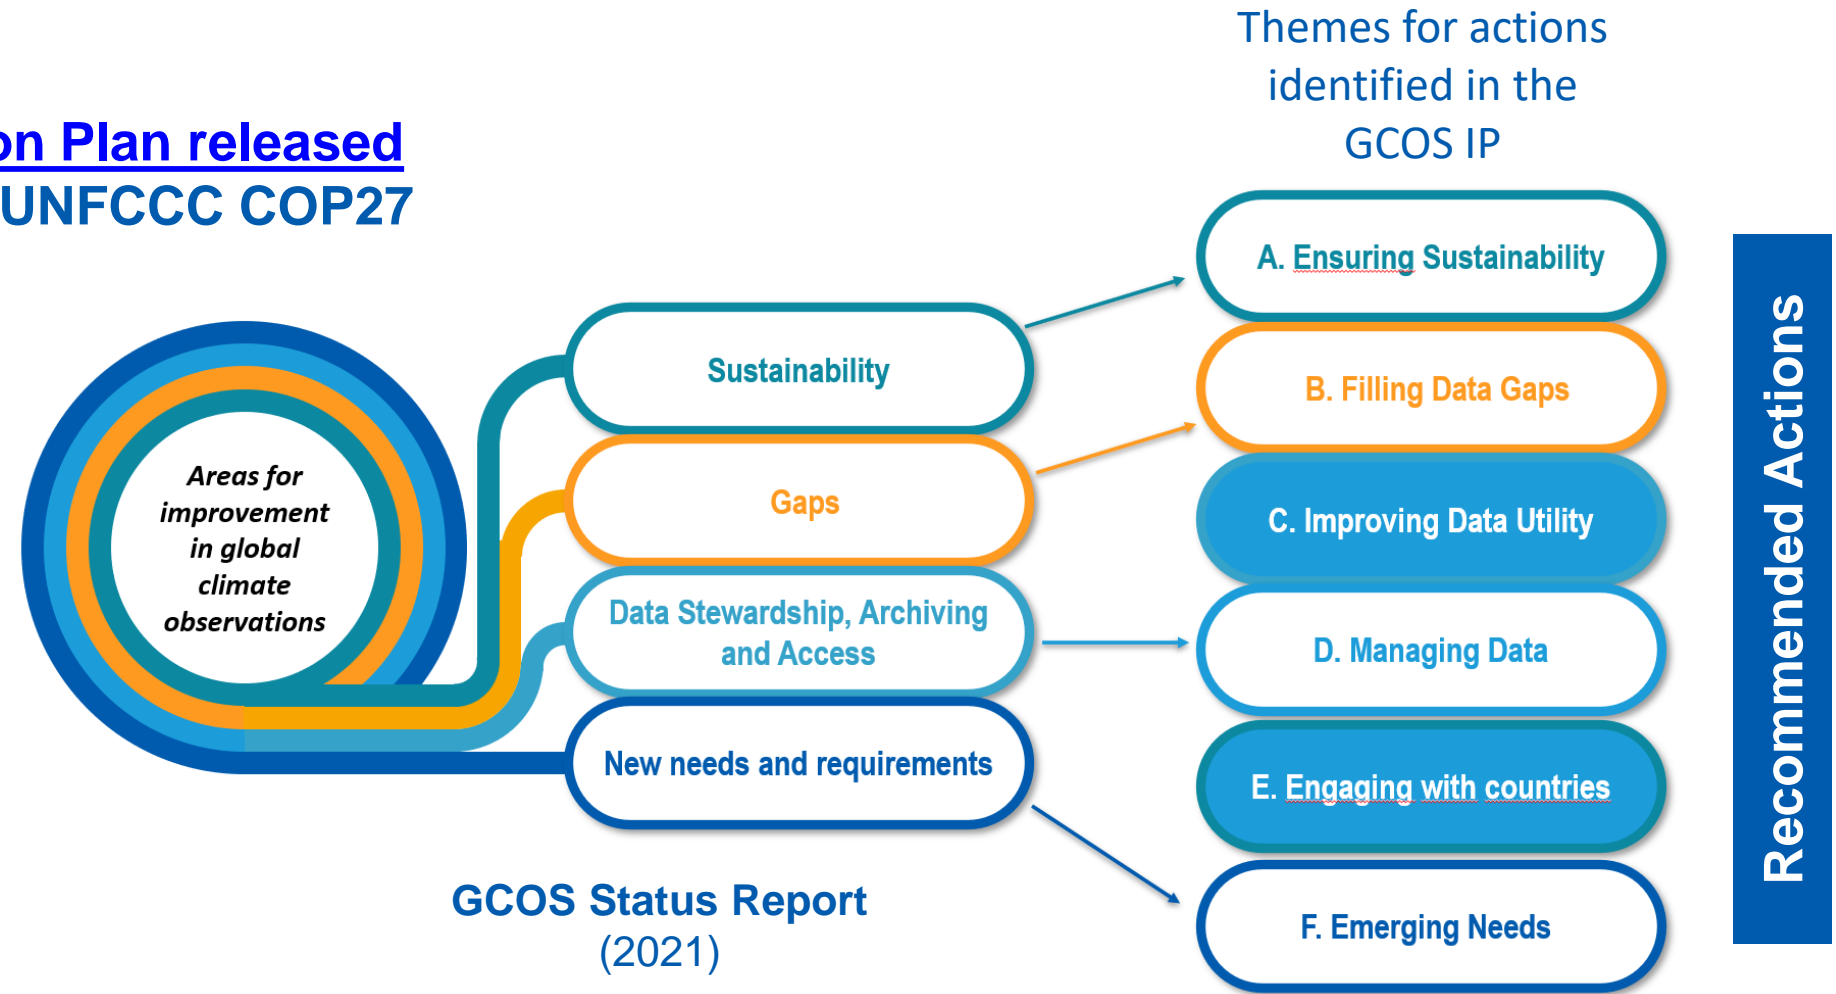 on Plan released
UNFCCC COP27
Themes for actions
identified in the
GCOS IP
Areas for
improvement
in global
climate
observations
Sustainability
Gaps
Data Stewardship, Archiving
and Access
New needs and requirements
GCOS Status Report
(2021)
A. Ensuring Sustainability
B. Filling Data Gaps
C. Improving Data Utility
D. Managing Data
E. Engaging with countries
F. Emerging Needs
Recommended Actions